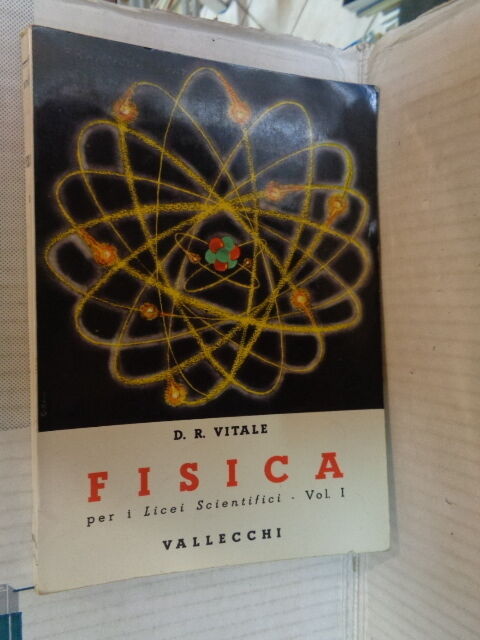 D. R. VITALE
FISICA
per i Licei Scientifici - Vol. I
VALLECCHI